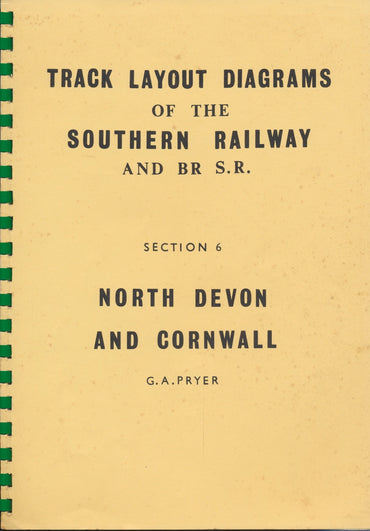 TRACK LAYOUT DIAGRAMS
OF THE
SOUTHERN RAILWAY
AND BR S.R.
SECTION 6
NORTH DEVON
AND CORNWALL
G.A.PRYER